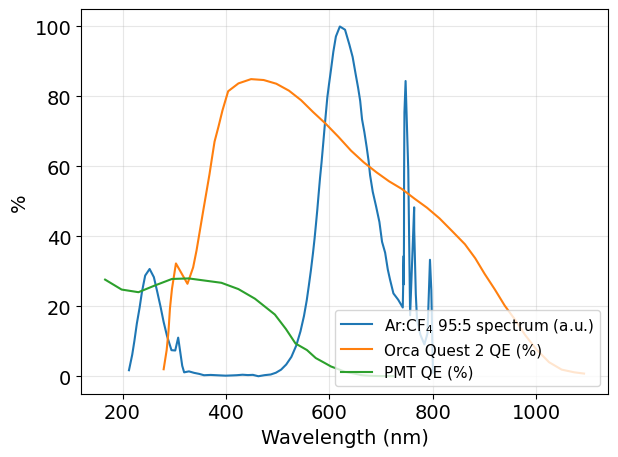 100
80
60
40
20
0
%
Ar:CF₄ 95:5 spectrum (a.u.)
Orca Quest 2 QE (%)
PMT QE (%)
200 400 600 800 1000
Wavelength (nm)